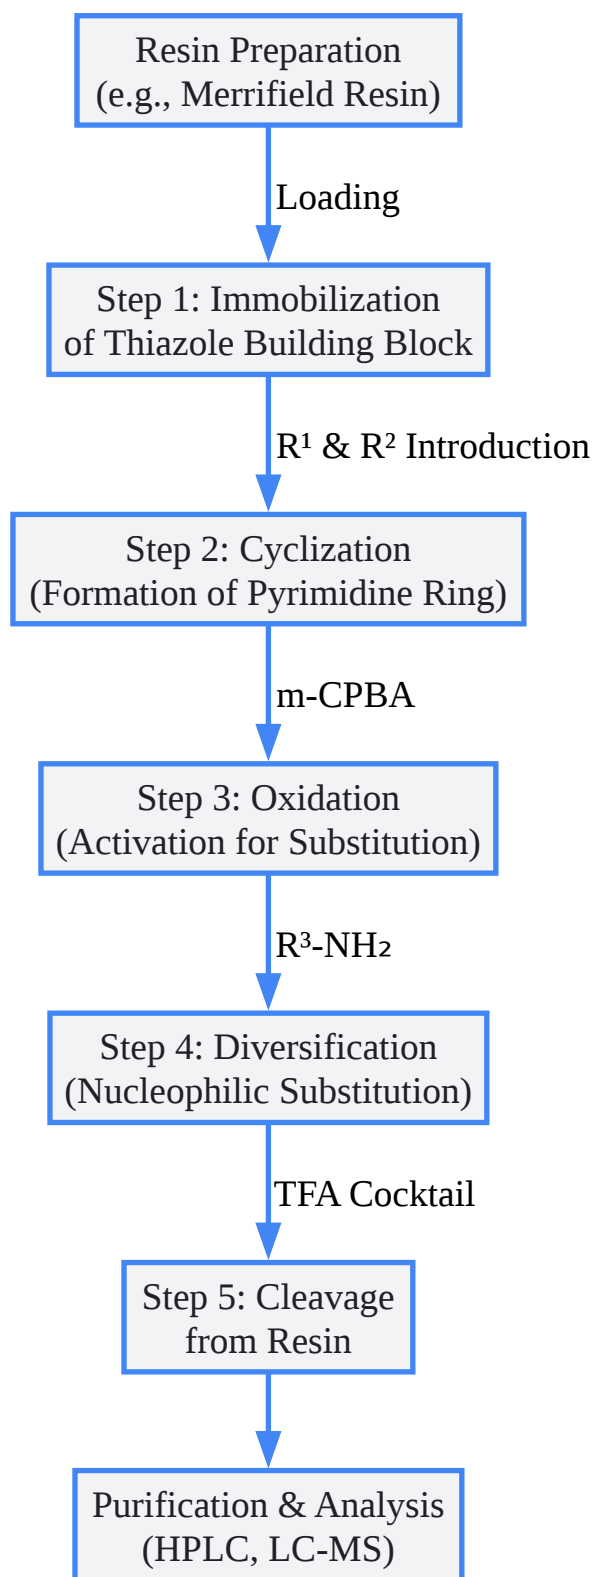 Resin Preparation
(e.g., Merrifield Resin)
Loading
Step 1: Immobilization
of Thiazole Building Block
R¹ & R² Introduction
Step 2: Cyclization
(Formation of Pyrimidine Ring)
m-CPBA
Step 3: Oxidation
(Activation for Substitution)
R³-NH₂
Step 4: Diversification
(Nucleophilic Substitution)
TFA Cocktail
Step 5: Cleavage
from Resin
Purification & Analysis
(HPLC, LC-MS)